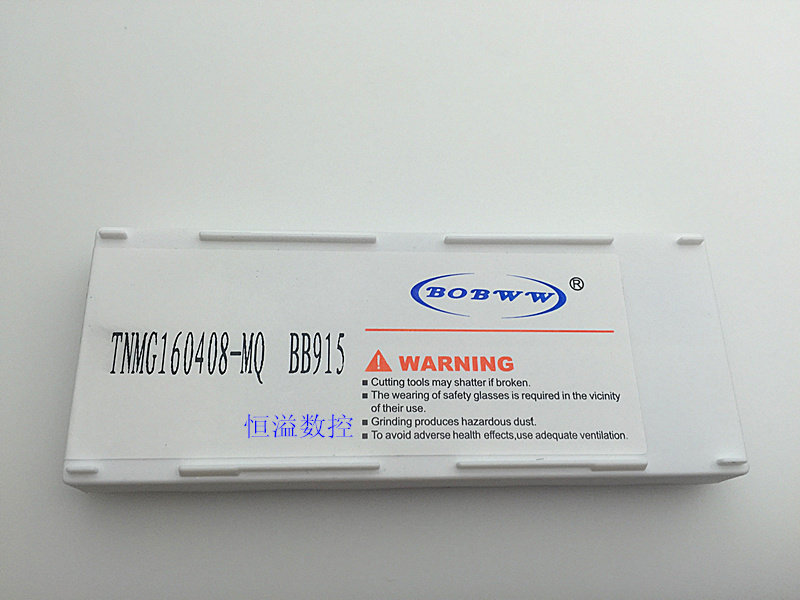 BOBWW®
TNMG160408-MQ BB915
WARNING
■ Cutting tools may shatter if broken.
■ The wearing of safety glasses is required in the vicinity
of their use.
■ Grinding produces hazardous dust.
■ To avoid adverse health effects,use adequate ventilation.
恒溢数控